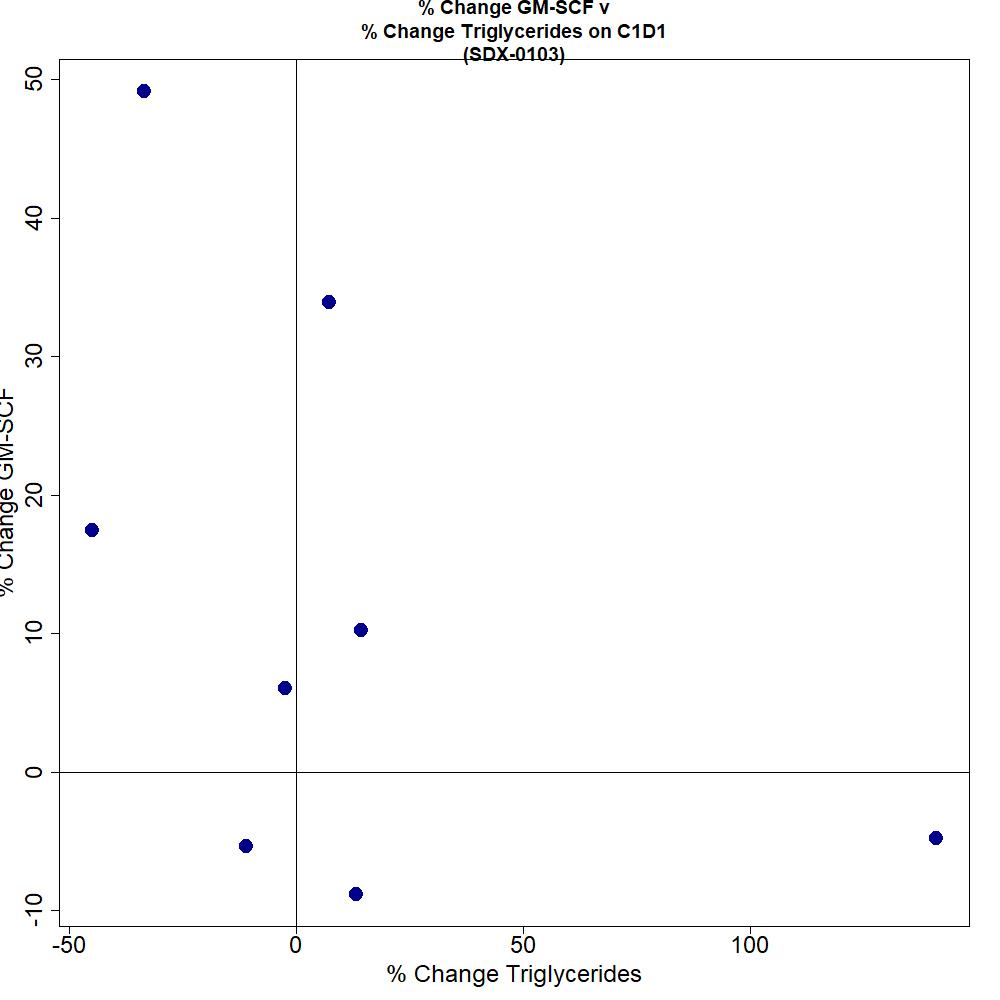 % Change GM-SCF v
% Change Triglycerides on C1D1
(SDX-0103)
50
40
30
20
10
0
-10
% Change GM-SCF
-50
0
50
100
% Change Triglycerides